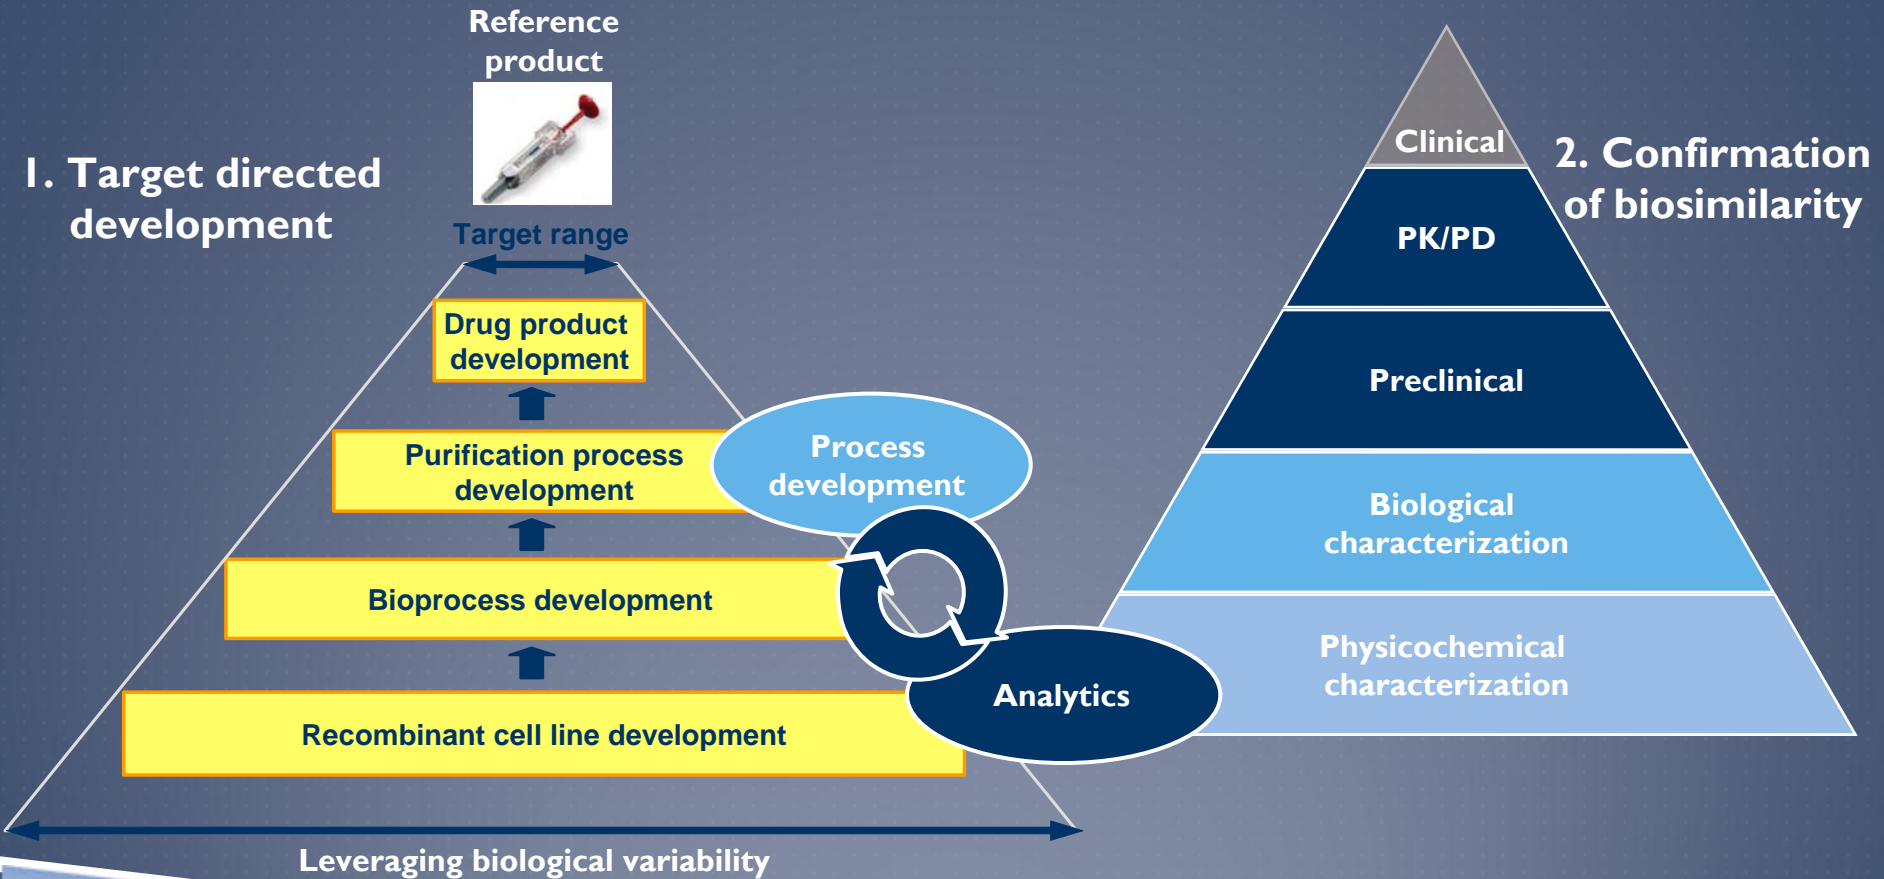 Reference
product
1. Target directed
development
Target range
Drug product
development
Purification process
development
Bioprocess development
Recombinant cell line development
Leveraging biological variability
Process
development
Analytics
2. Confirmation
of biosimilarity
Clinical
PK/PD
Preclinical
Biological
characterization
Physicochemical
characterization